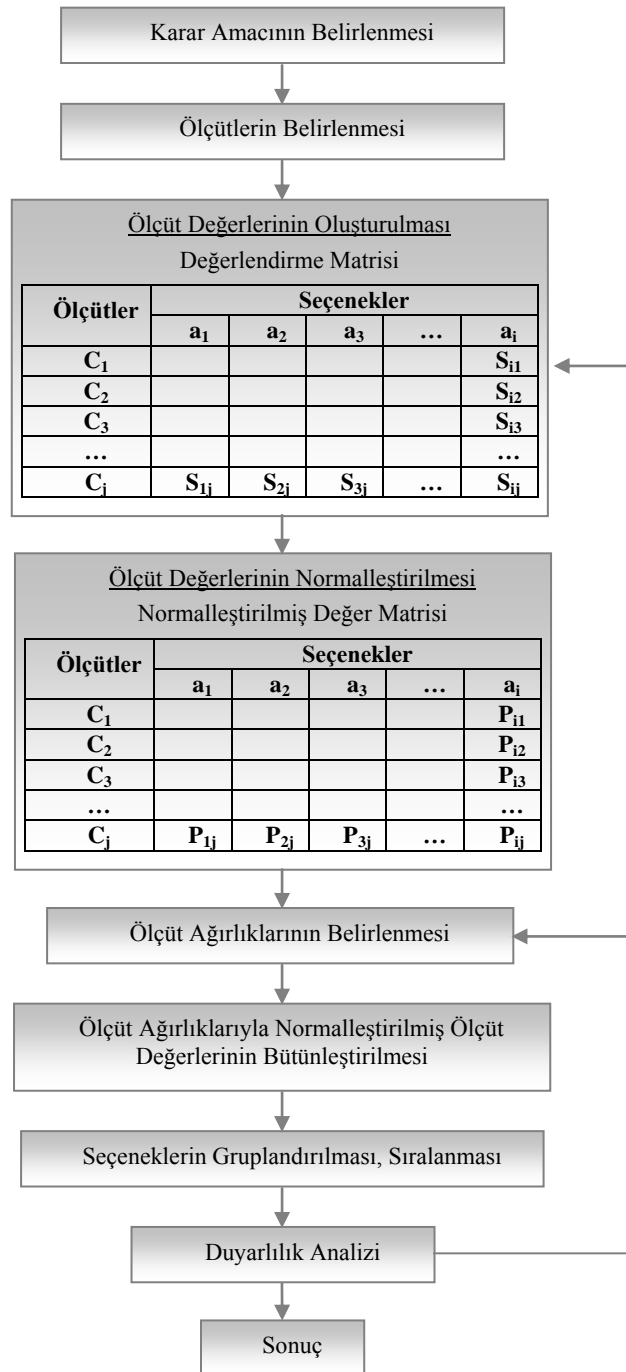 Karar Amacının Belirlenmesi
Ölçütlerin Belirlenmesi
Ölçüt Değerlerinin Oluşturulması
Değerlendirme Matrisi
Ölçütler Seçenekler
a1 a2 a3 … ai
C1 Si1
C2 Si2
C3 Si3
… …
Cj S1j S2j S3j … Sij
Ölçüt Değerlerinin Normalleştirilmesi
Normalleştirilmiş Değer Matrisi
Ölçütler Seçenekler
a1 a2 a3 … ai
C1 Pi1
C2 Pi2
C3 Pi3
… …
Cj P1j P2j P3j … Pij
Ölçüt Ağırlıklarının Belirlenmesi
Ölçüt Ağırlıklarıyla Normalleştirilmiş Ölçüt
Değerlerinin Bütünleştirilmesi
Seçeneklerin Gruplandırılması, Sıralanması
Duyarlılık Analizi
Sonuç